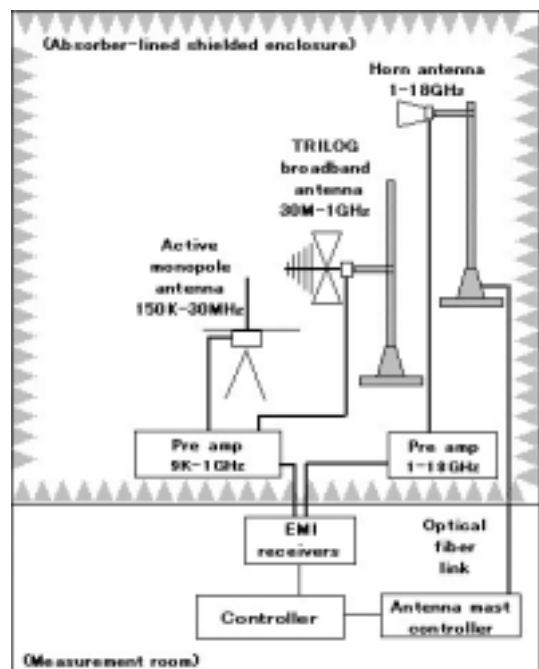 (Absorber-lined shielded enclosure)
Horn antenna
1-18GHz
TRILOG
broadband
antenna
30M-1GHz
Active
monopole
antenna
150K-30MHz
Pre amp
9K-1GHz
Pre amp
1-18GHz
EMI
receivers
Optical
fiber
link
Controller
Antenna mast
controller
(Measurement room)